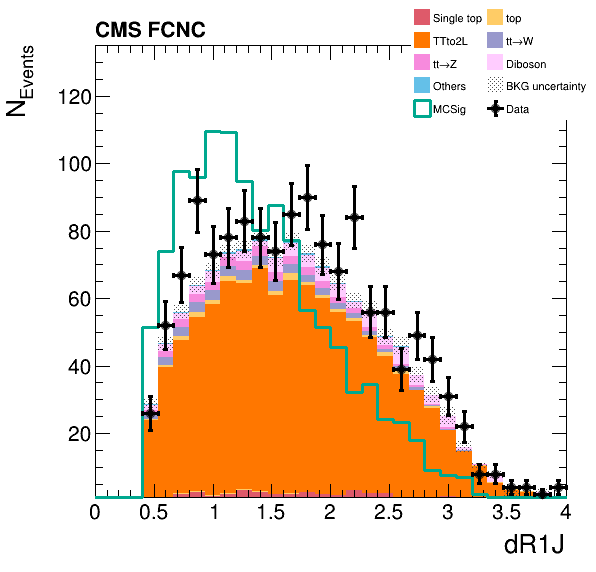 CMS FCNC
Single top
top
TTto2L
tt→W
tt→Z
Diboson
Others
BKG uncertainty
MCSig
Data
N_Events
120
100
80
60
40
20
0 0.5 1 1.5 2 2.5 3 3.5 4
dR1J